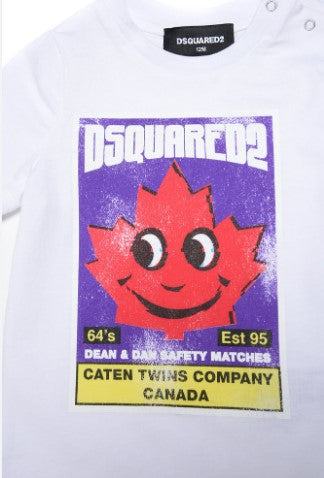 DSQUARED2
DSQUARED2
64's
Est 95
DEAN & DAN SAFETY MATCHES
CATEN TWINS COMPANY
CANADA